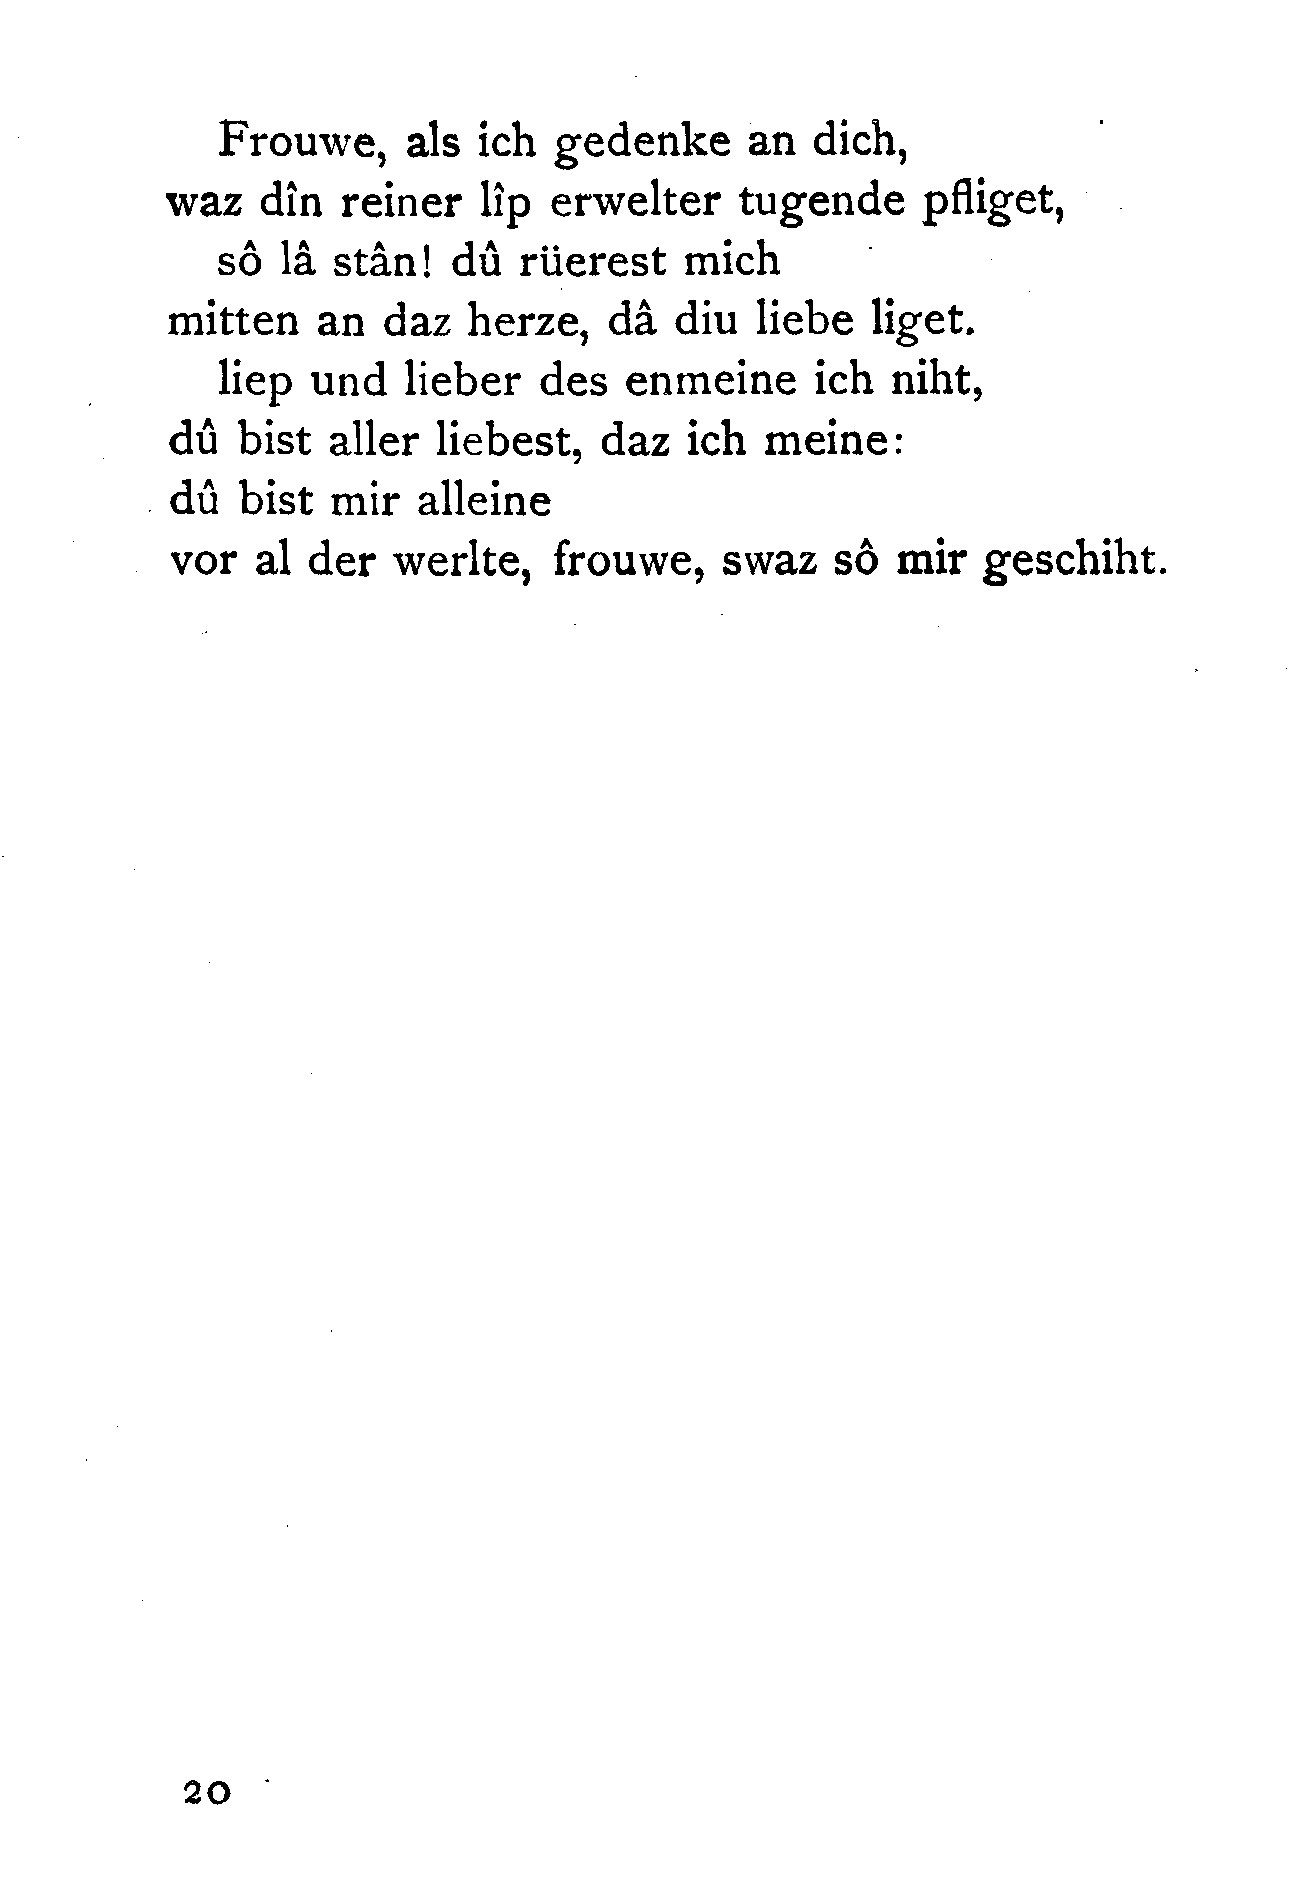 Frouwe, als ich gedenke an dich,
waz dîn reiner lîp erwelter tugende pfliget,
sô lâ stân! dû rüerest mich
mitten an daz herze, dâ diu liebe liget.
liep und lieber des enmeine ich niht,
dû bist aller liebest, daz ich meine:
dû bist mir alleine
vor al der werlte, frouwe, swaz sô mir geschiht.
20